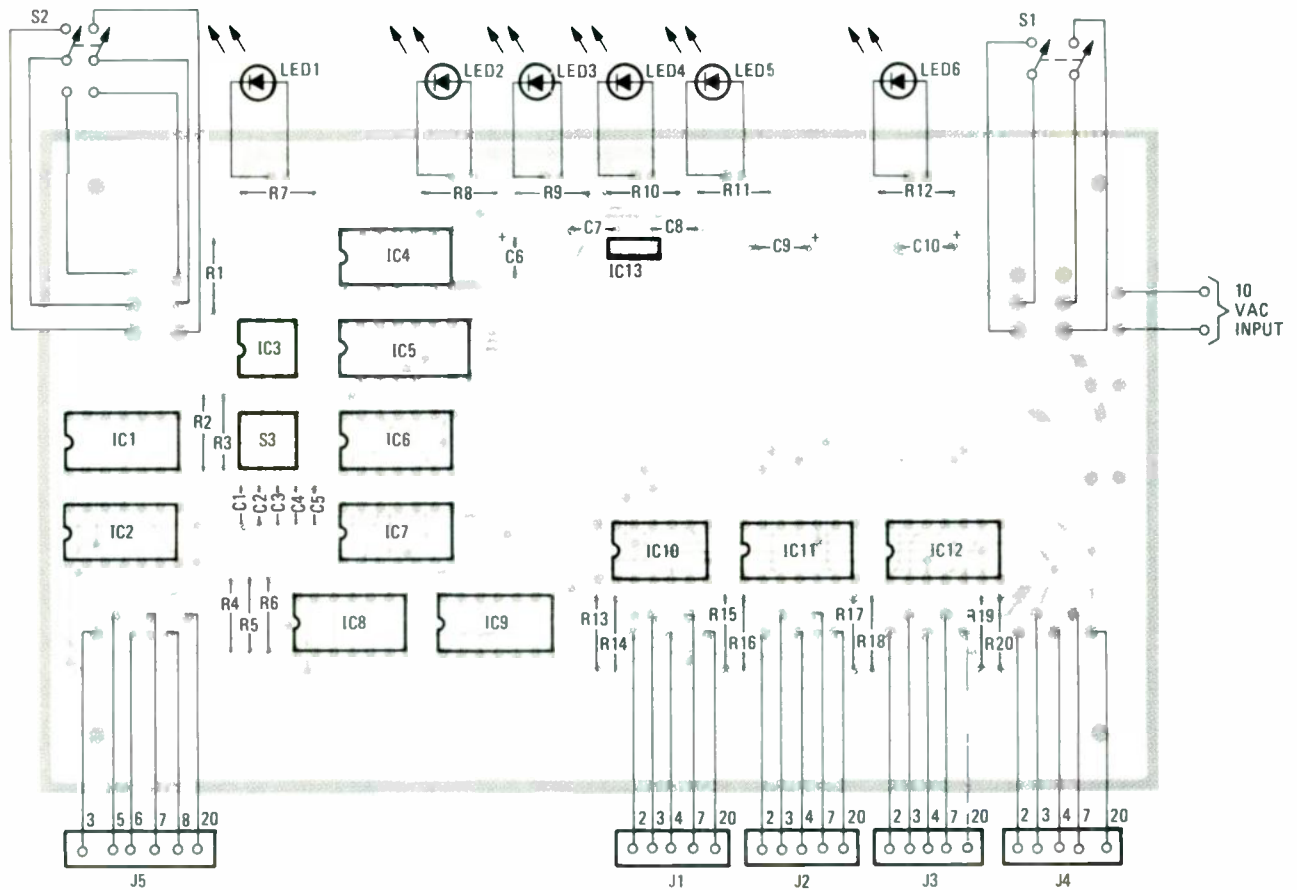 S2
S1
LED1
LED2
LED3
LED4
LED5
LED6
R7
R8
R9
R10
R11
R12
R1
IC4
+
C6
C7
C8
IC13
C9
+
C10
+
10
VAC
INPUT
IC3
IC5
R2
R3
IC1
S3
IC6
C1
C2
C3
C4
C5
IC2
IC7
IC10
IC11
IC12
R4
R5
R6
IC8
IC9
R13
R14
R15
R16
R17
R18
R19
R20
3 5 6 7 8 20
2 3 4 7 20
2 3 4 7 20
2 3 4 7 20
2 3 4 7 20
J5
J1
J2
J3
J4